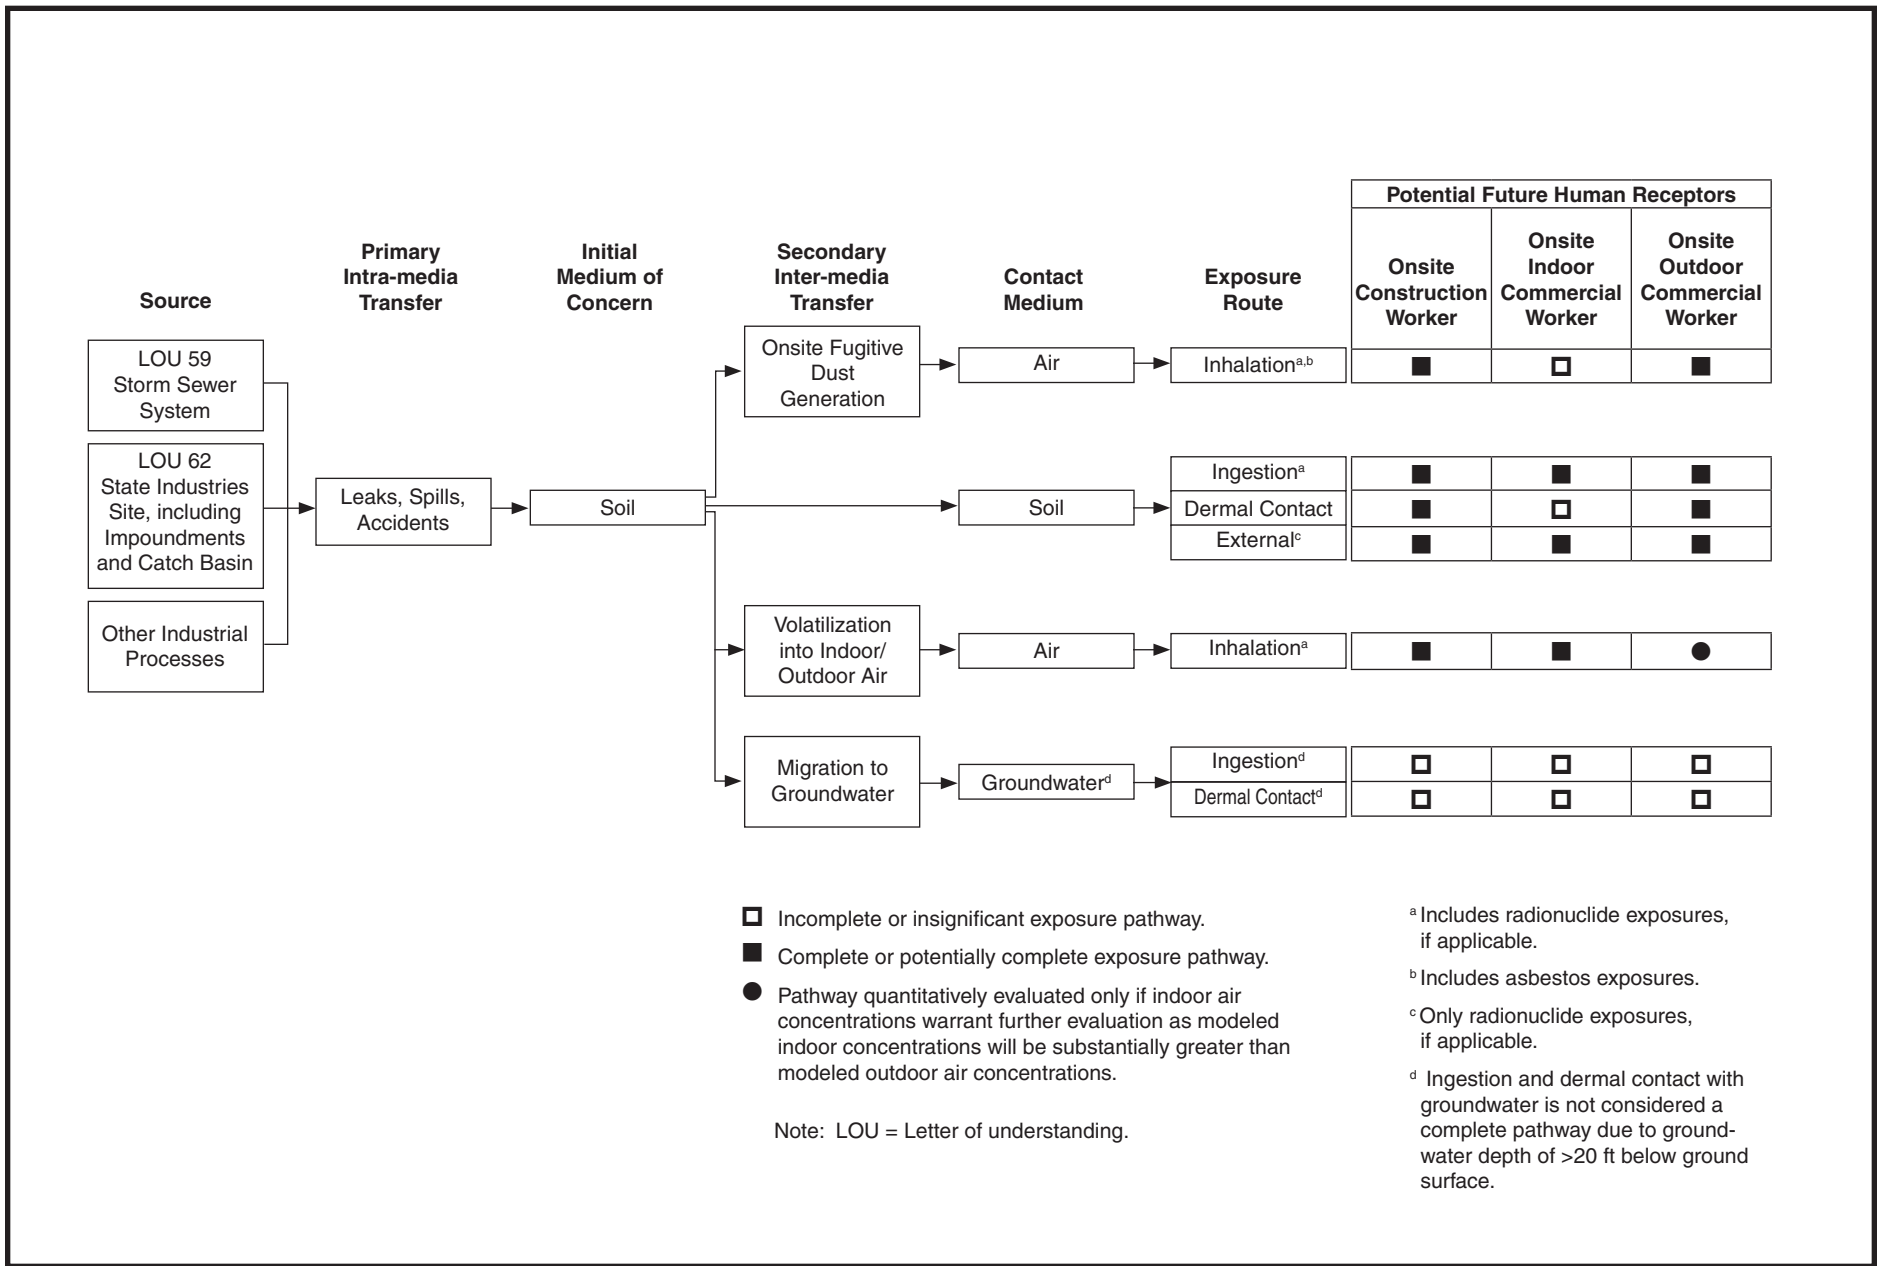 Potential Future Human Receptors
Source
Primary
Intra-media
Transfer
Initial
Medium of
Concern
Secondary
Inter-media
Transfer
Contact
Medium
Exposure
Route
Onsite
Construction
Worker
Onsite
Indoor
Commercial
Worker
Onsite
Outdoor
Commercial
Worker
LOU 59
Storm Sewer
System
LOU 62
State Industries
Site, including
Impoundments
and Catch Basin
Other Industrial
Processes
Leaks, Spills,
Accidents
Soil
Onsite Fugitive
Dust
Generation
Air
Inhalationa,b
Soil
Ingestiona
Dermal Contact
Externalc
Volatilization
into Indoor/
Outdoor Air
Air
Inhalationa
Migration to
Groundwater
Groundwaterd
Ingestiond
Dermal Contactd
Incomplete or insignificant exposure pathway.
Complete or potentially complete exposure pathway.
Pathway quantitatively evaluated only if indoor air
concentrations warrant further evaluation as modeled
indoor concentrations will be substantially greater than
modeled outdoor air concentrations.
Note: LOU = Letter of understanding.
a Includes radionuclide exposures,
if applicable.
b Includes asbestos exposures.
c Only radionuclide exposures,
if applicable.
d Ingestion and dermal contact with
groundwater is not considered a
complete pathway due to ground-
water depth of >20 ft below ground
surface.